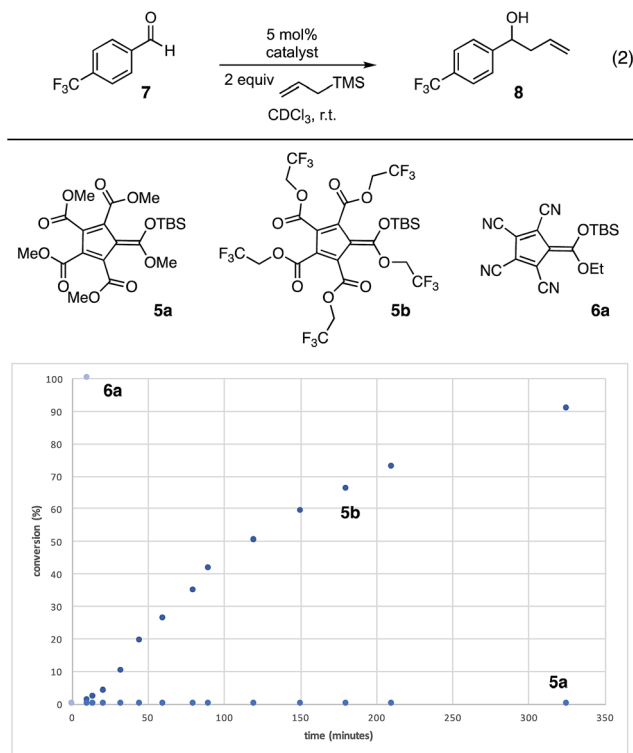 O
H
F3C
7
5 mol%
catalyst
2 equiv
TMS
CDCl3, r.t.
OH
F3C
8
(2)
OMe
O
O
OMe
OTBS
MeO
O
OMe
MeO
O
5a
CF3
O
O
O
O
CF3
OTBS
F3C
O
O
O
CF3
O
O
F3C
5b
NC
CN
OTBS
NC
CN
OEt
6a
100
90
80
70
60
50
40
30
20
10
0
conversion (%)
6a
5b
5a
0
50
100
150
200
250
300
350
time (minutes)